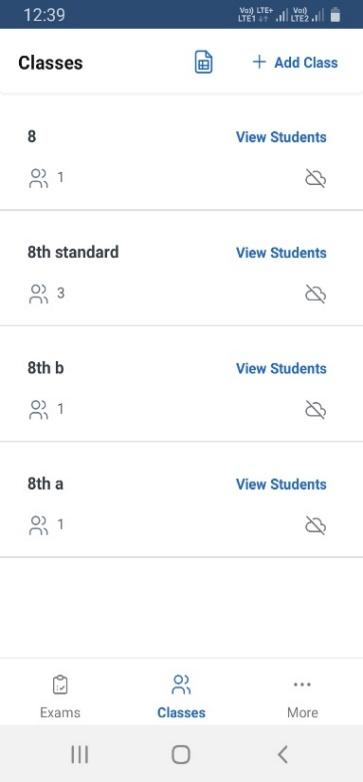 12:39
Vo)) LTE+
LTE1
Vo))
LTE2
Classes
+ Add Class
8
View Students
1
8th standard
View Students
3
8th b
View Students
1
8th a
View Students
1
Exams
Classes
More